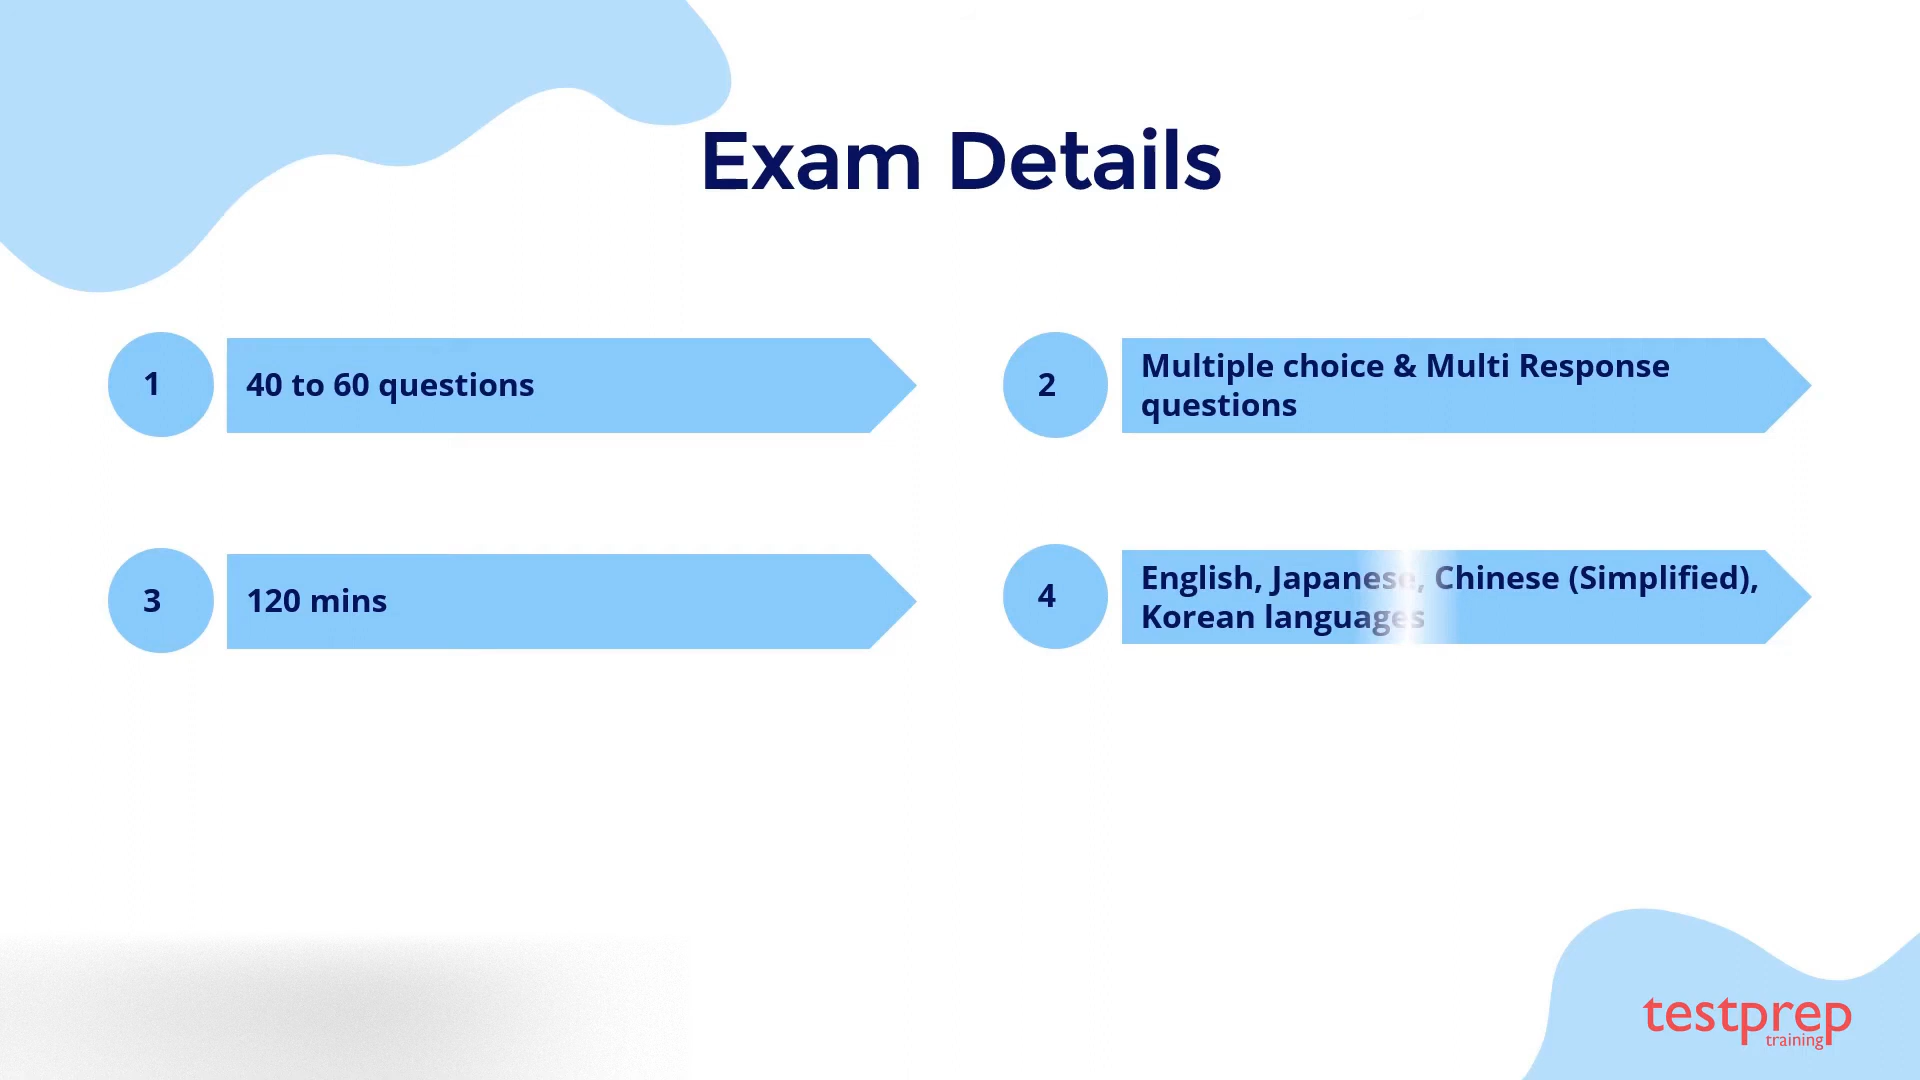 Exam Details
1
40 to 60 questions
2
Multiple choice & Multi Response
questions
3
120 mins
4
English, Japanese, Chinese (Simplified),
Korean languages
testprep
training